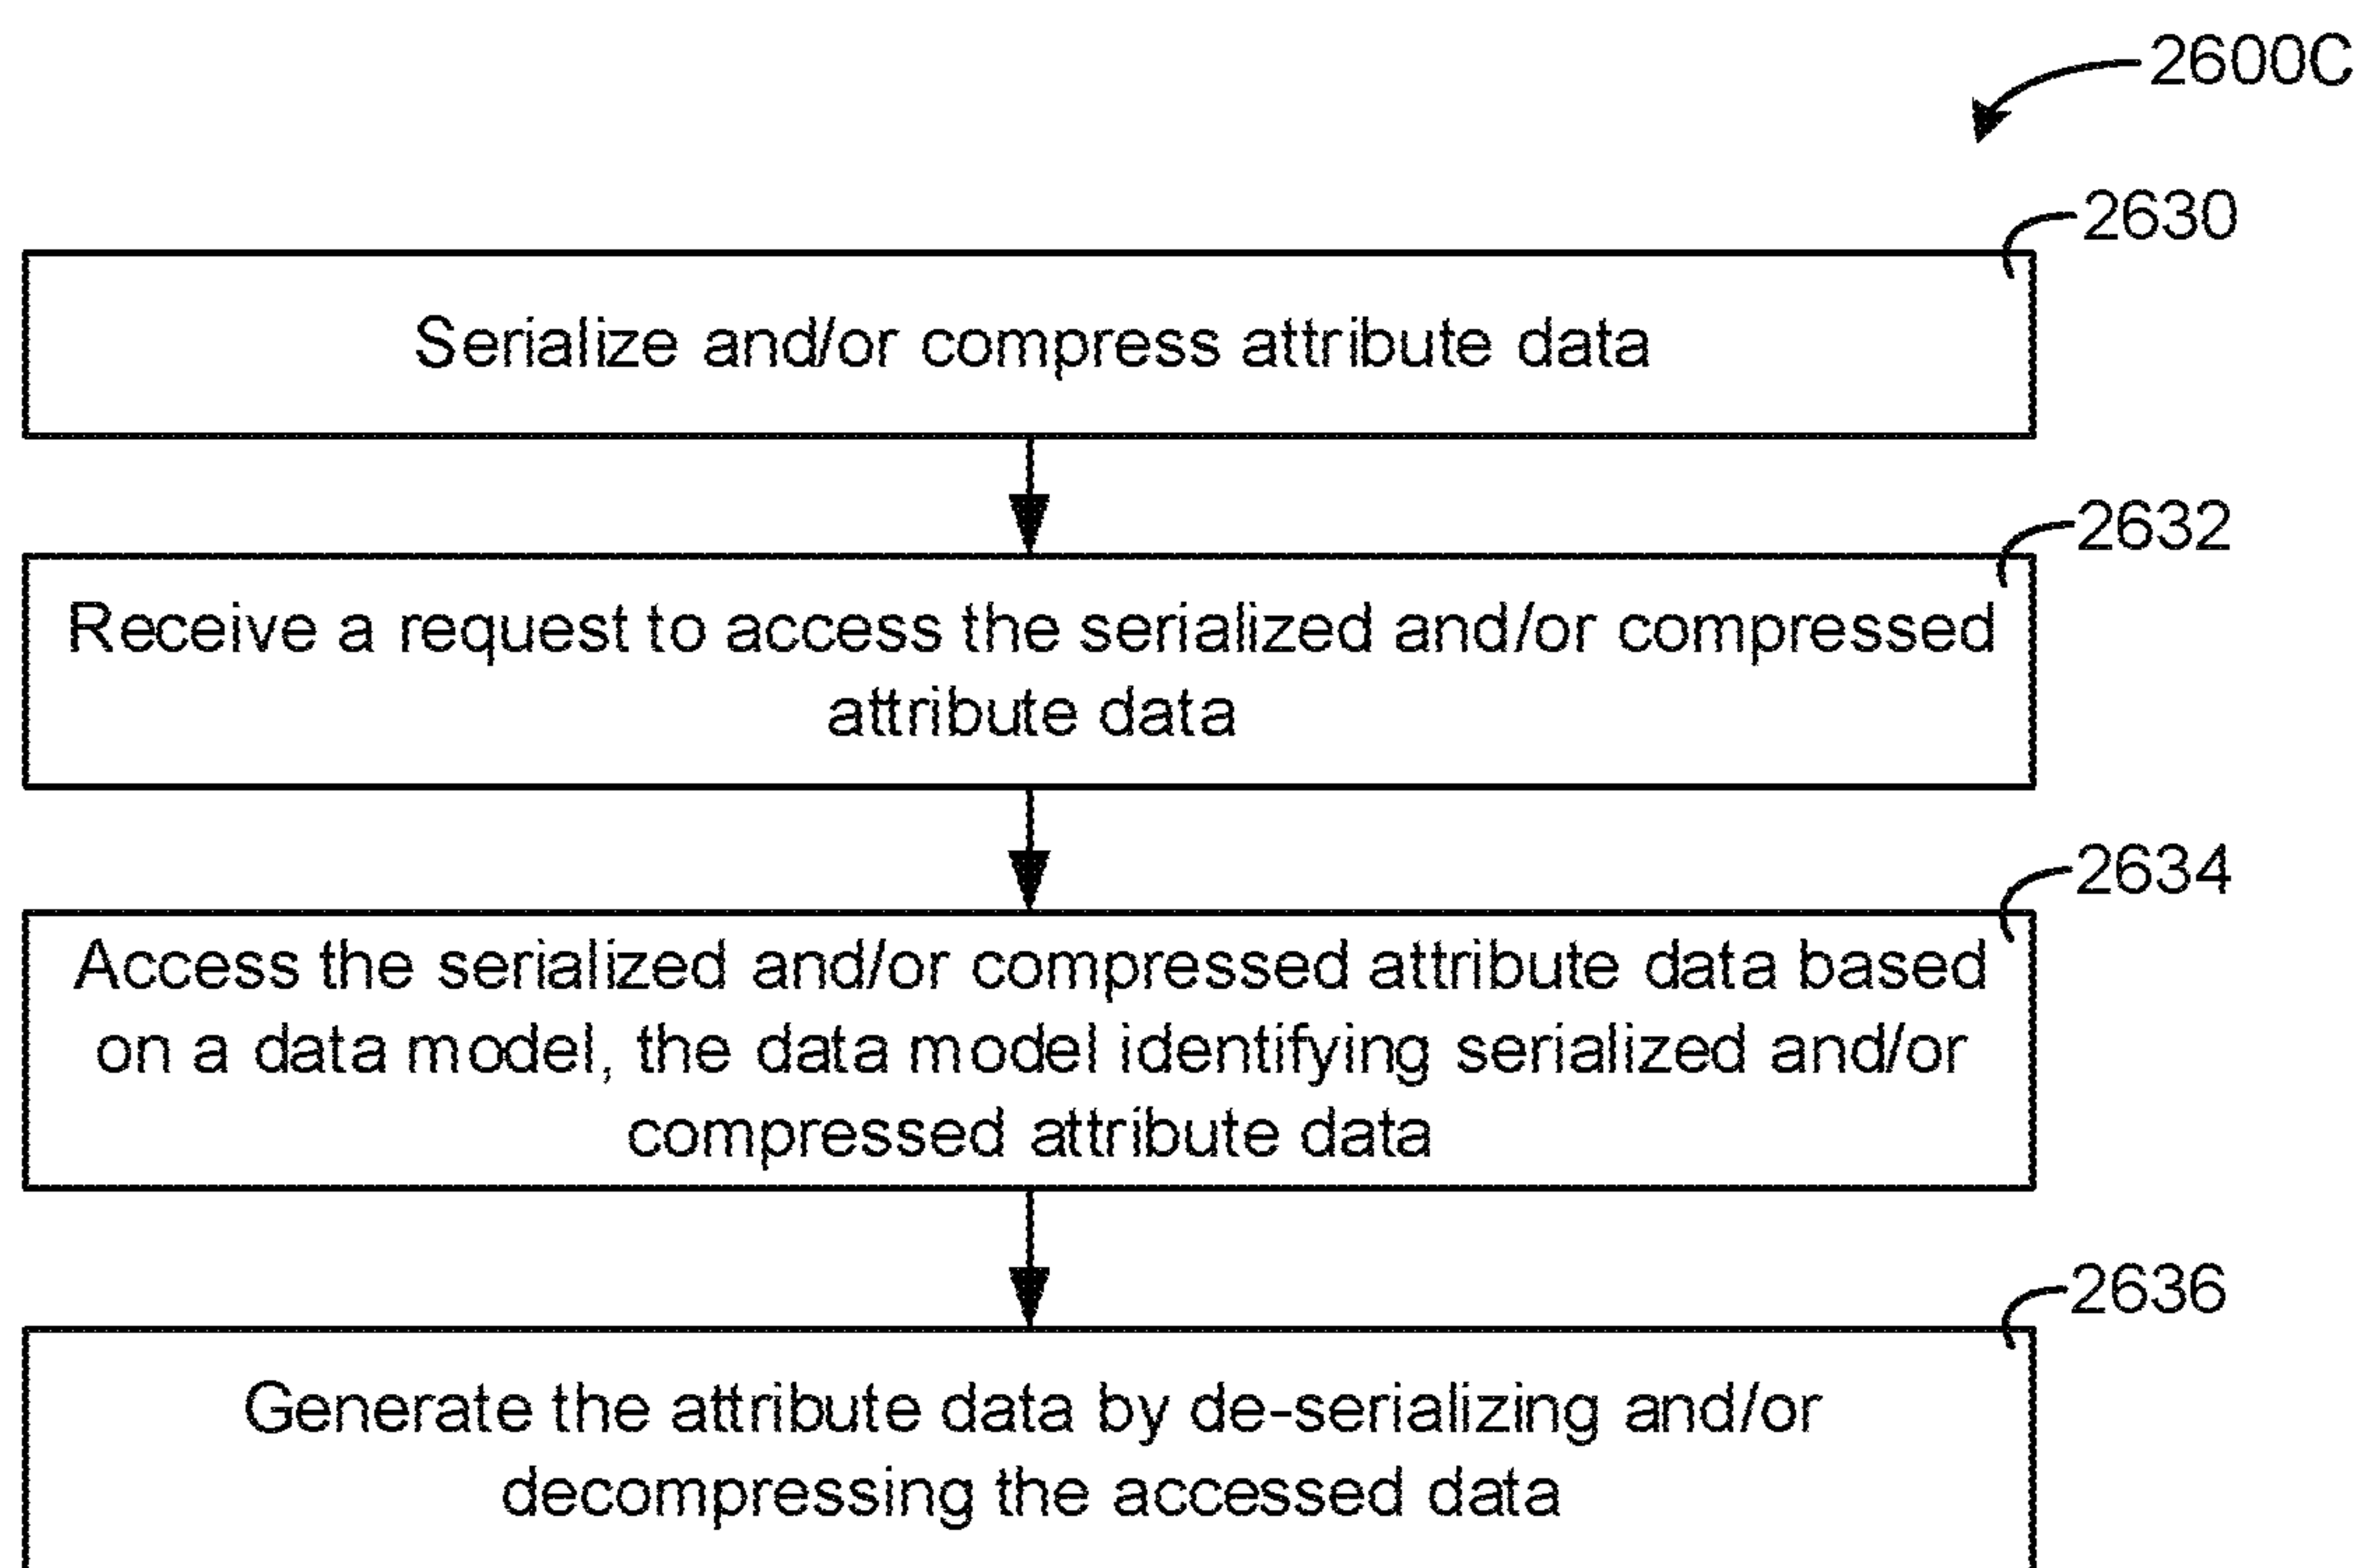 2600C
2630
Serialize and/or compress attribute data
2632
Receive a request to access the serialized and/or compressed
attribute data
2634
Access the serialized and/or compressed attribute data based
on a data model, the data model identifying serialized and/or
compressed attribute data
2636
Generate the attribute data by de-serializing and/or
decompressing the accessed data